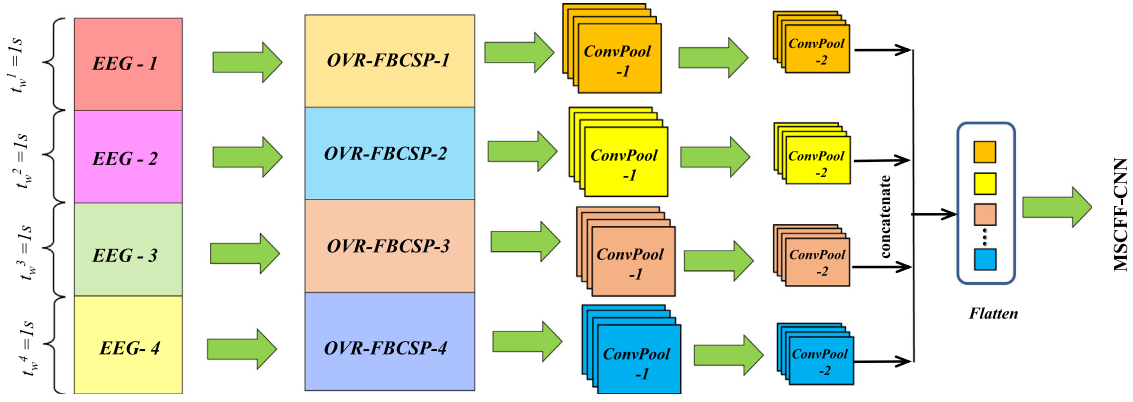 t_w^1 = 1s
EEG - 1
OVR-FBCSP-1
ConvPool
-1
ConvPool
-2
t_w^2 = 1s
EEG - 2
OVR-FBCSP-2
ConvPool
-1
ConvPool
-2
t_w^3 = 1s
EEG - 3
OVR-FBCSP-3
ConvPool
-1
ConvPool
-2
t_w^4 = 1s
EEG- 4
OVR-FBCSP-4
ConvPool
-1
ConvPool
-2
concatenate
Flatten
MSCFF-CNN